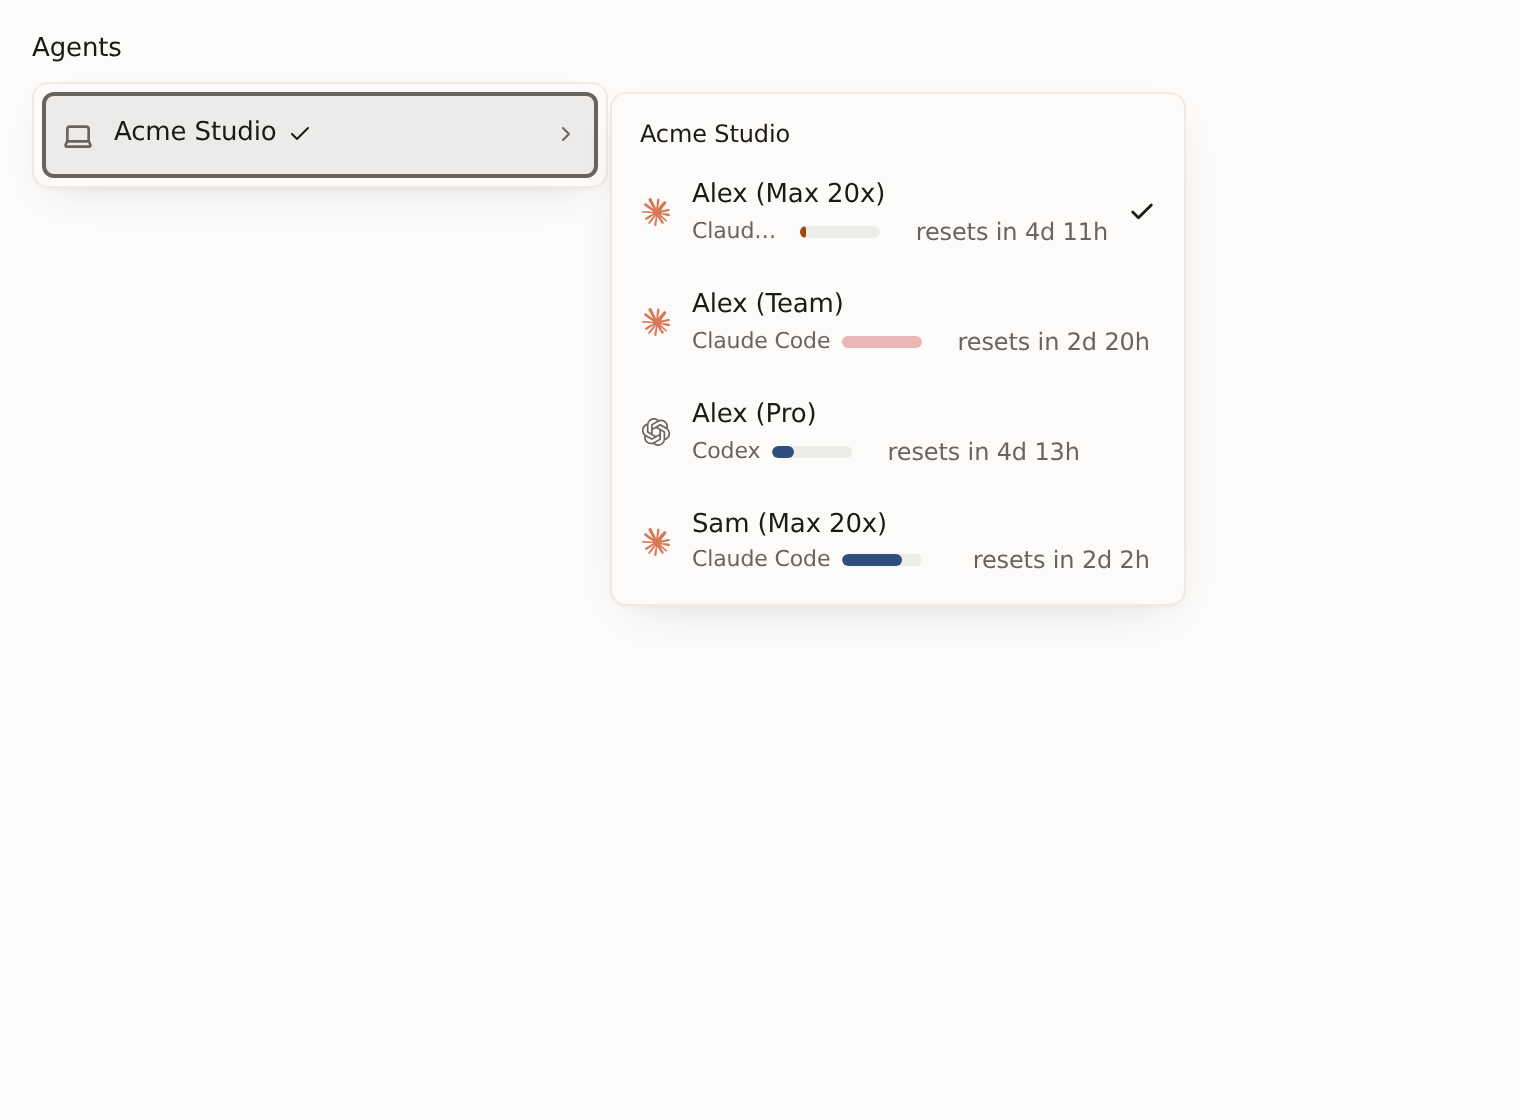 Agents
Acme Studio
Acme Studio
Alex (Max 20x)
Claud... resets in 4d 11h
Alex (Team)
Claude Code resets in 2d 20h
Alex (Pro)
Codex resets in 4d 13h
Sam (Max 20x)
Claude Code resets in 2d 2h